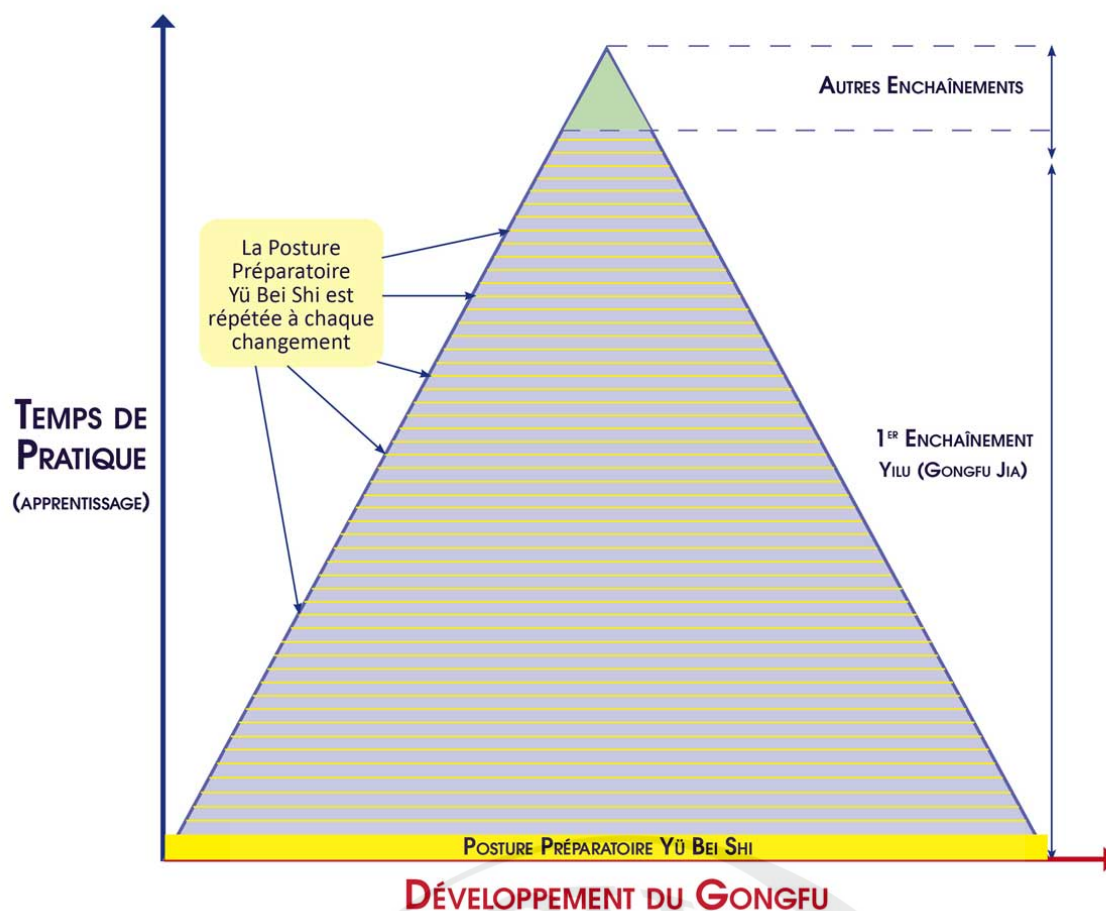 Autres Enchaînements
La Posture
Préparatoire
Yü Bei Shi est
répétée à chaque
changement
Temps de
Pratique
(apprentissage)
1er Enchaînement
Yilu (Gongfu Jia)
Posture Préparatoire Yü Bei Shi
Développement du Gongfu